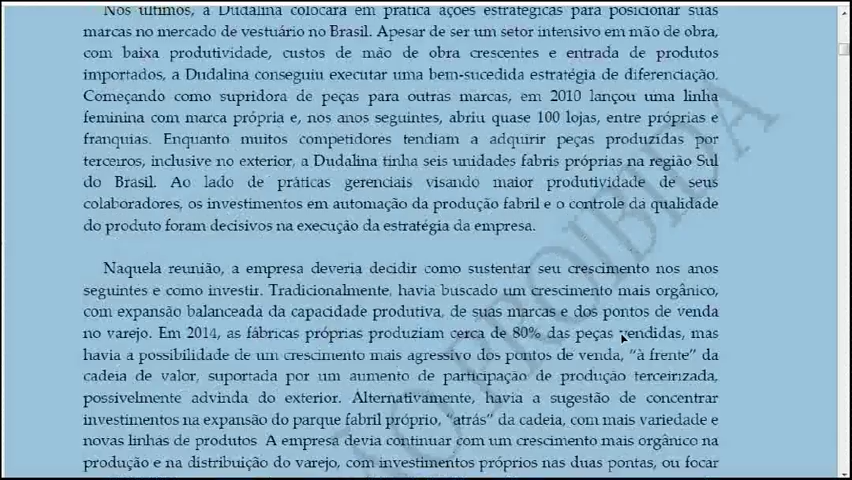 Nos últimos, a Dudalina colocara em prática ações estratégicas para posicionar suas
marcas no mercado de vestuário no Brasil. Apesar de ser um setor intensivo em mão de obra,
com baixa produtividade, custos de mão de obra crescentes e entrada de produtos
importados, a Dudalina conseguiu executar uma bem-sucedida estratégia de diferenciação.
Começando como supridora de peças para outras marcas, em 2010 lançou uma linha
feminina com marca própria e, nos anos seguintes, abriu quase 100 lojas, entre próprias e
franquias. Enquanto muitos competidores tendiam a adquirir peças produzidas por
terceiros, inclusive no exterior, a Dudalina tinha seis unidades fabris próprias na região Sul
do Brasil. Ao lado de práticas gerenciais visando maior produtividade de seus
colaboradores, os investimentos em automação da produção fabril e o controle da qualidade
do produto foram decisivos na execução da estratégia da empresa.
Naquela reunião, a empresa deveria decidir como sustentar seu crescimento nos anos
seguintes e como investir. Tradicionalmente, havia buscado um crescimento mais orgânico,
com expansão balanceada da capacidade produtiva, de suas marcas e dos pontos de venda
no varejo. Em 2014, as fábricas próprias produziam cerca de 80% das peças vendidas, mas
havia a possibilidade de um crescimento mais agressivo dos pontos de venda, “à frente” da
cadeia de valor, suportada por um aumento de participação de produção terceirizada,
possivelmente advinda do exterior. Alternativamente, havia a sugestão de concentrar
investimentos na expansão do parque fabril próprio, “atrás” da cadeia, com mais variedade e
novas linhas de produtos. A empresa devia continuar com um crescimento mais orgânico na
produção e na distribuição do varejo, com investimentos próprios nas duas pontas, ou focar
ÃO PROIBIDA